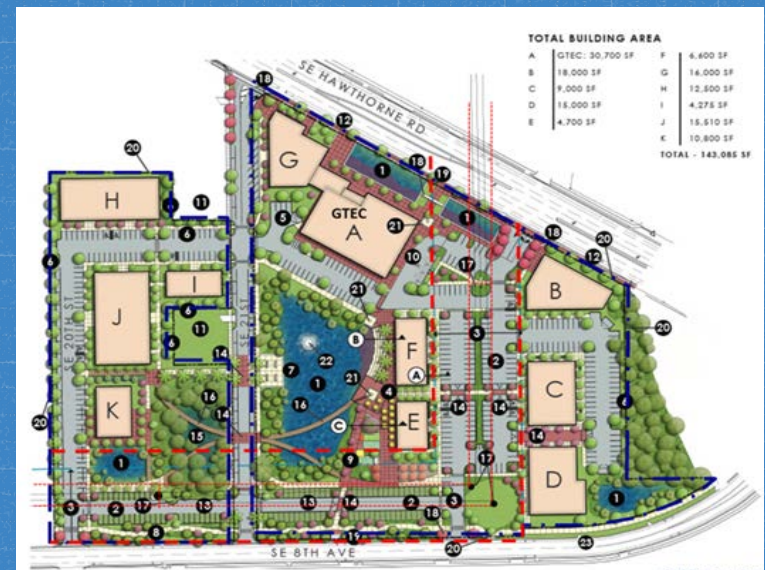 TOTAL BUILDING AREA
A GTEC: 30,700 SF F 6,600 SF
B 18,000 SF G 16,000 SF
C 9,000 SF H 12,500 SF
D 15,000 SF I 4,275 SF
E 4,700 SF J 15,510 SF
K 10,800 SF
TOTAL - 143,085 SF
SE HAWTHORNE RD
18
12
20
G
18
19
1
1
H
11
6
6
5
GTEC
A
21
18
20
12
10
17
B
SE 20TH ST
SE 21ST
J
I
6
11
6
14
21
B
F
3
2
20
22
7
1
21
A
C
6
16
16
4
K
14
15
C
E
14
14
14
20
1
9
17
D
1
3
2
17
13
13
14
2
3
18
8
19
20
23
SE 8TH AVE